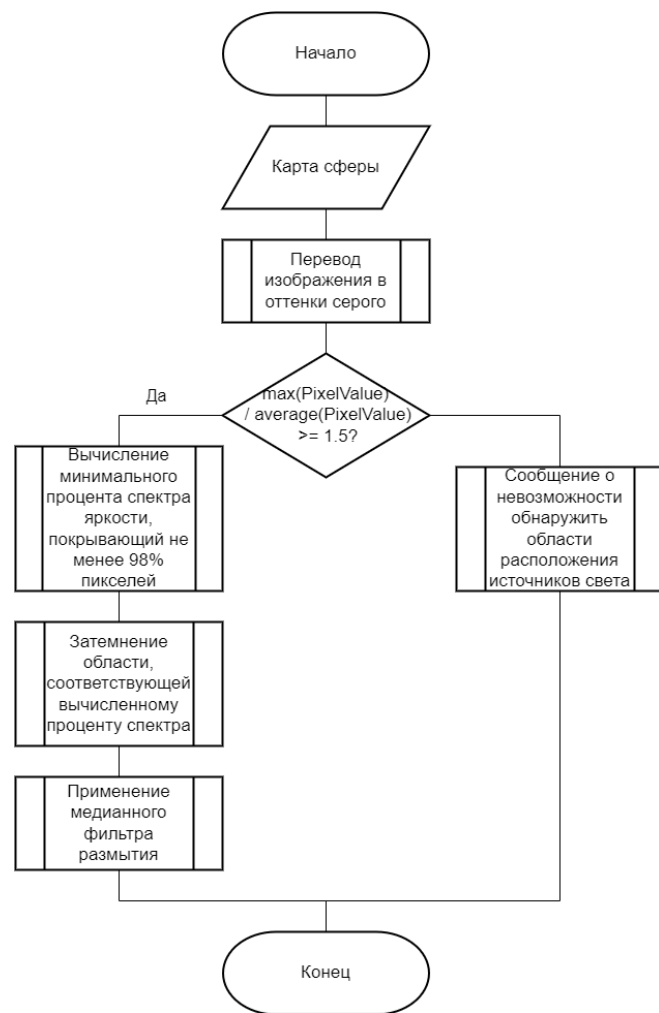 Начало
Карта сферы
Перевод
изображения в
оттенки серого
max(PixelValue)
/ average(PixelValue)
>= 1.5?
Да
Вычисление
минимального
процента спектра
яркости,
покрывающий не
менее 98%
пикселей
Сообщение о
невозможности
обнаружить
области
расположения
источников света
Затемнение
области,
соответствующей
вычисленному
проценту спектра
Применение
медианного
фильтра
размытия
Конец